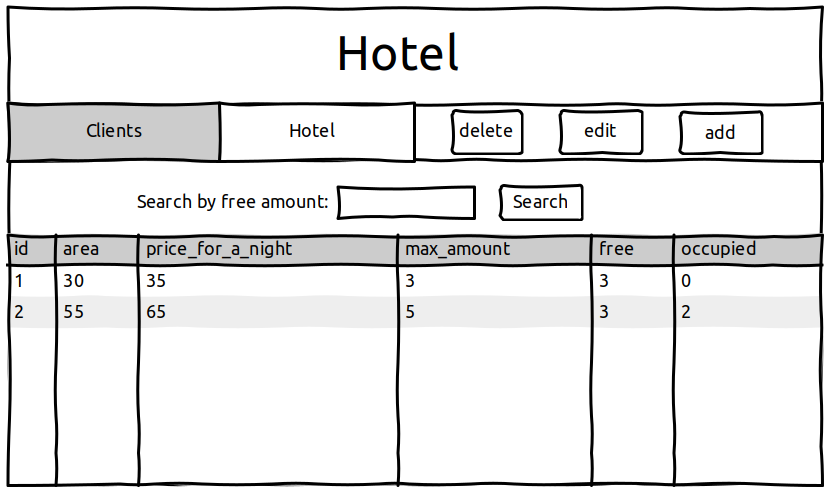 Hotel
Clients Hotel delete edit add
Search by free amount: Search
id area price_for_a_night max_amount free occupied
1 30 35 3 3 0
2 55 65 5 3 2